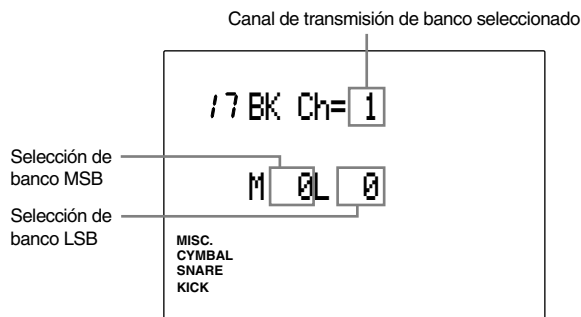 Canal de transmisión de banco seleccionado
17 BK Ch= 1
Selección de
banco MSB
M 0L 0
Selección de
banco LSB
MISC.
CYMBAL
SNARE
KICK